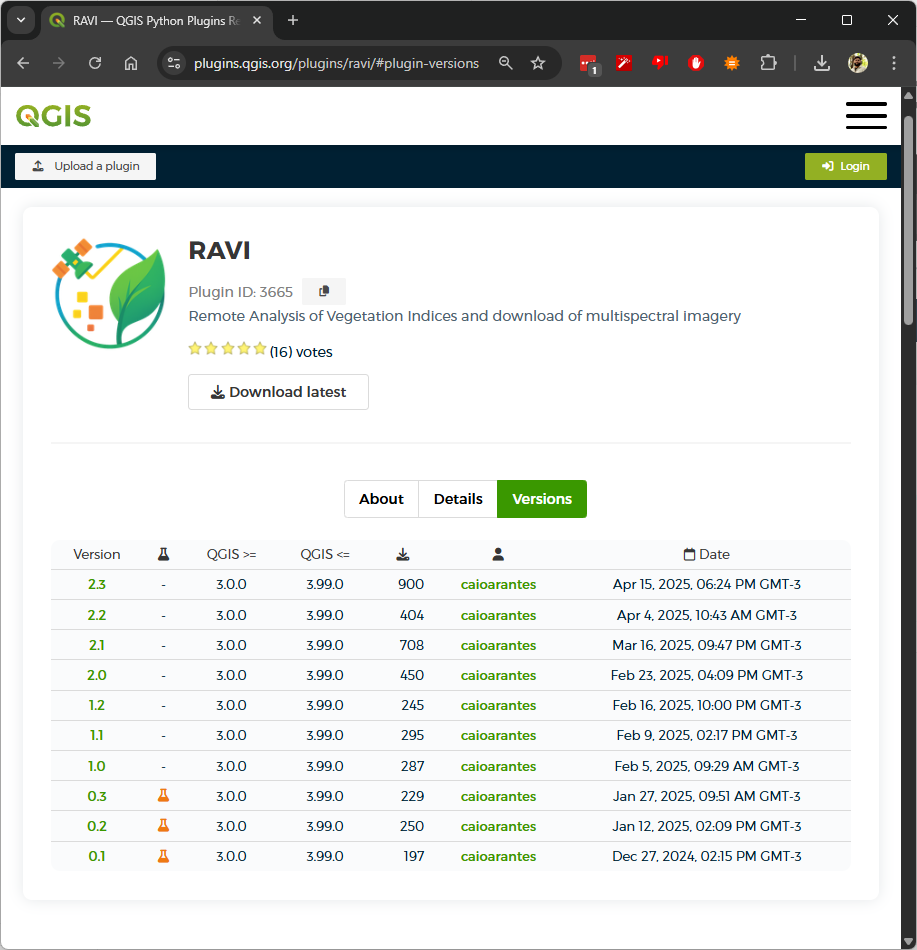 RAVI — QGIS Python Plugins Re
plugins.qgis.org/plugins/ravi/#plugin-versions
1
QGIS
Upload a plugin
Login
RAVI
Plugin ID: 3665
Remote Analysis of Vegetation Indices and download of multispectral imagery
(16) votes
Download latest
About Details Versions
Version QGIS >= QGIS <= Date
2.3 - 3.0.0 3.99.0 900 caioarantes Apr 15, 2025, 06:24 PM GMT-3
2.2 - 3.0.0 3.99.0 404 caioarantes Apr 4, 2025, 10:43 AM GMT-3
2.1 - 3.0.0 3.99.0 708 caioarantes Mar 16, 2025, 09:47 PM GMT-3
2.0 - 3.0.0 3.99.0 450 caioarantes Feb 23, 2025, 04:09 PM GMT-3
1.2 - 3.0.0 3.99.0 245 caioarantes Feb 16, 2025, 10:00 PM GMT-3
1.1 - 3.0.0 3.99.0 295 caioarantes Feb 9, 2025, 02:17 PM GMT-3
1.0 - 3.0.0 3.99.0 287 caioarantes Feb 5, 2025, 09:29 AM GMT-3
0.3 3.0.0 3.99.0 229 caioarantes Jan 27, 2025, 09:51 AM GMT-3
0.2 3.0.0 3.99.0 250 caioarantes Jan 12, 2025, 02:09 PM GMT-3
0.1 3.0.0 3.99.0 197 caioarantes Dec 27, 2024, 02:15 PM GMT-3